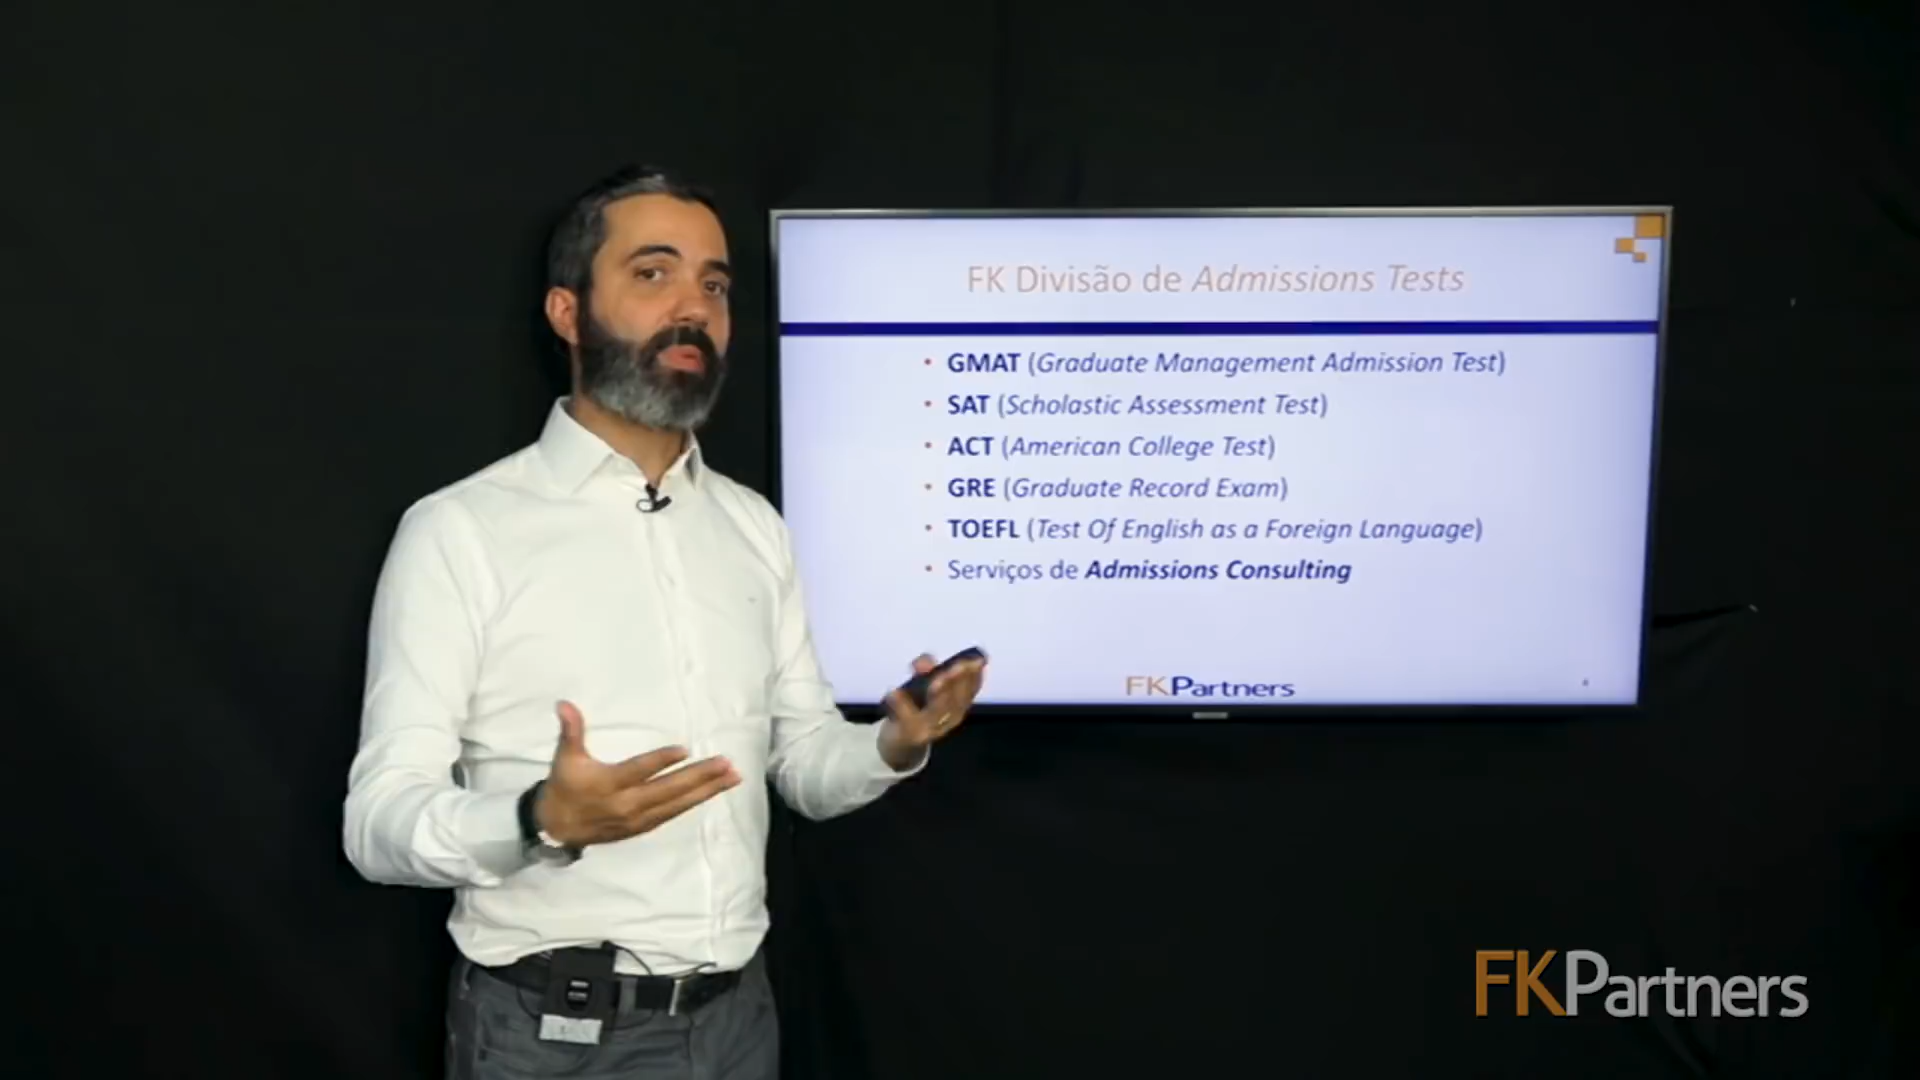 FK Divisão de Admissions Tests
• GMAT (Graduate Management Admission Test)
• SAT (Scholastic Assessment Test)
• ACT (American College Test)
• GRE (Graduate Record Exam)
• TOEFL (Test Of English as a Foreign Language)
• Serviços de Admissions Consulting
FKPartners
FKPartners